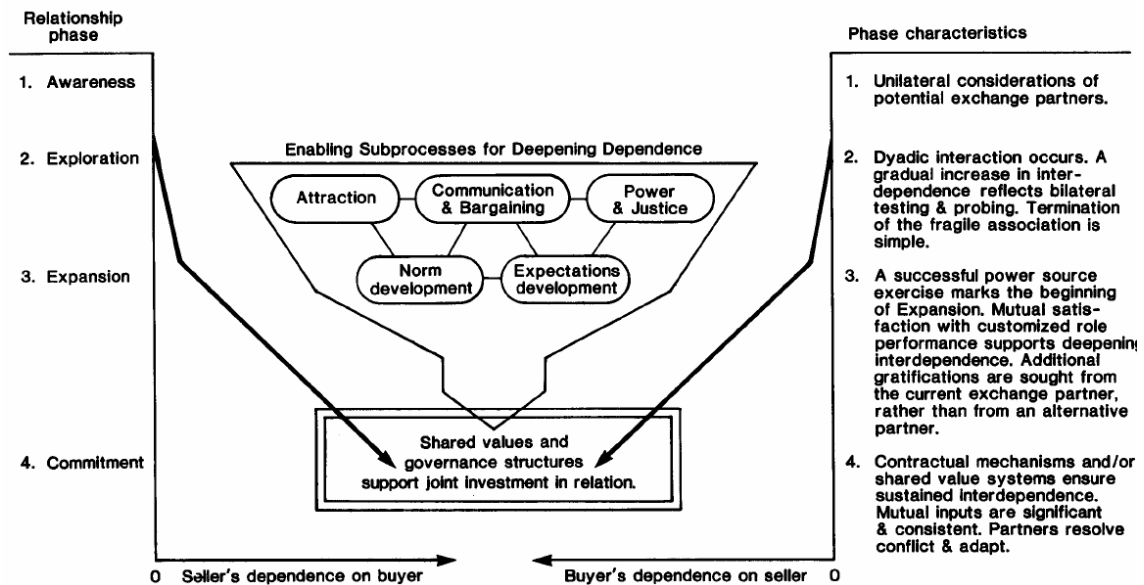 Relationship
phase
1. Awareness
2. Exploration
3. Expansion
4. Commitment
Enabling Subprocesses for Deepening Dependence
Attraction
Communication
& Bargaining
Power
& Justice
Norm
development
Expectations
development
Shared values and
governance structures
support joint investment in relation.
0 Seller's dependence on buyer
Buyer's dependence on seller 0
Phase characteristics
1. Unilateral considerations of
potential exchange partners.
2. Dyadic interaction occurs. A
gradual increase in inter-
dependence reflects bilateral
testing & probing. Termination
of the fragile association is
simple.
3. A successful power source
exercise marks the beginning
of Expansion. Mutual satis-
faction with customized role
performance supports deepening
interdependence. Additional
gratifications are sought from
the current exchange partner,
rather than from an alternative
partner.
4. Contractual mechanisms and/or
shared value systems ensure
sustained interdependence.
Mutual inputs are significant
& consistent. Partners resolve
conflict & adapt.